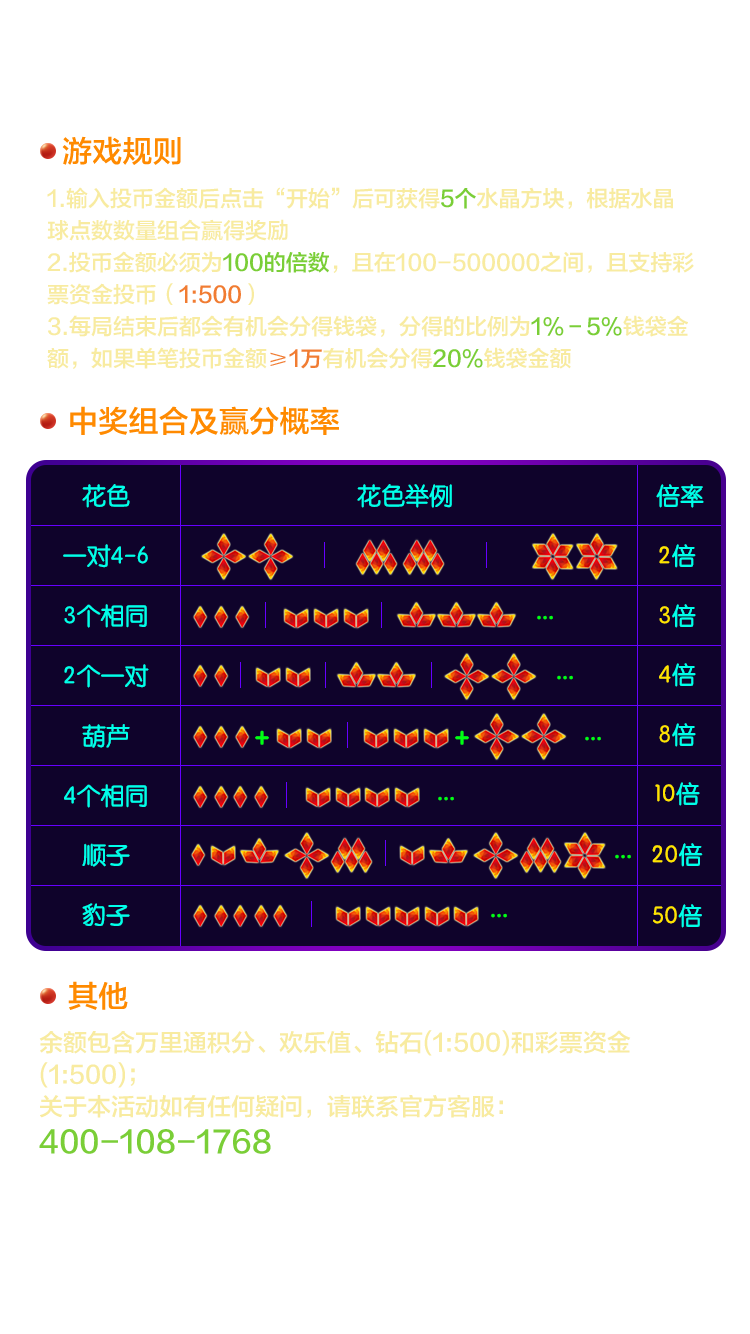 游戏规则
1.输入投币金额后点击“开始”后可获得5个水晶方块，根据水晶
球点数数量组合赢得奖励
2.投币金额必须为100的倍数，且在100-500000之间，且支持彩
票资金投币（1:500）
3.每局结束后都会有机会分得钱袋，分得的比例为1%-5%钱袋金
额，如果单笔投币金额≥1万有机会分得20%钱袋金额
中奖组合及赢分概率
花色 花色举例 倍率
一对4-6 2倍
3个相同 ... 3倍
2个一对 ... 4倍
葫芦 + + ... 8倍
4个相同 ... 10倍
顺子 ... 20倍
豹子 ... 50倍
其他
余额包含万里通积分、欢乐值、钻石(1:500)和彩票资金
(1:500)；
关于本活动如有任何疑问，请联系官方客服：
400-108-1768